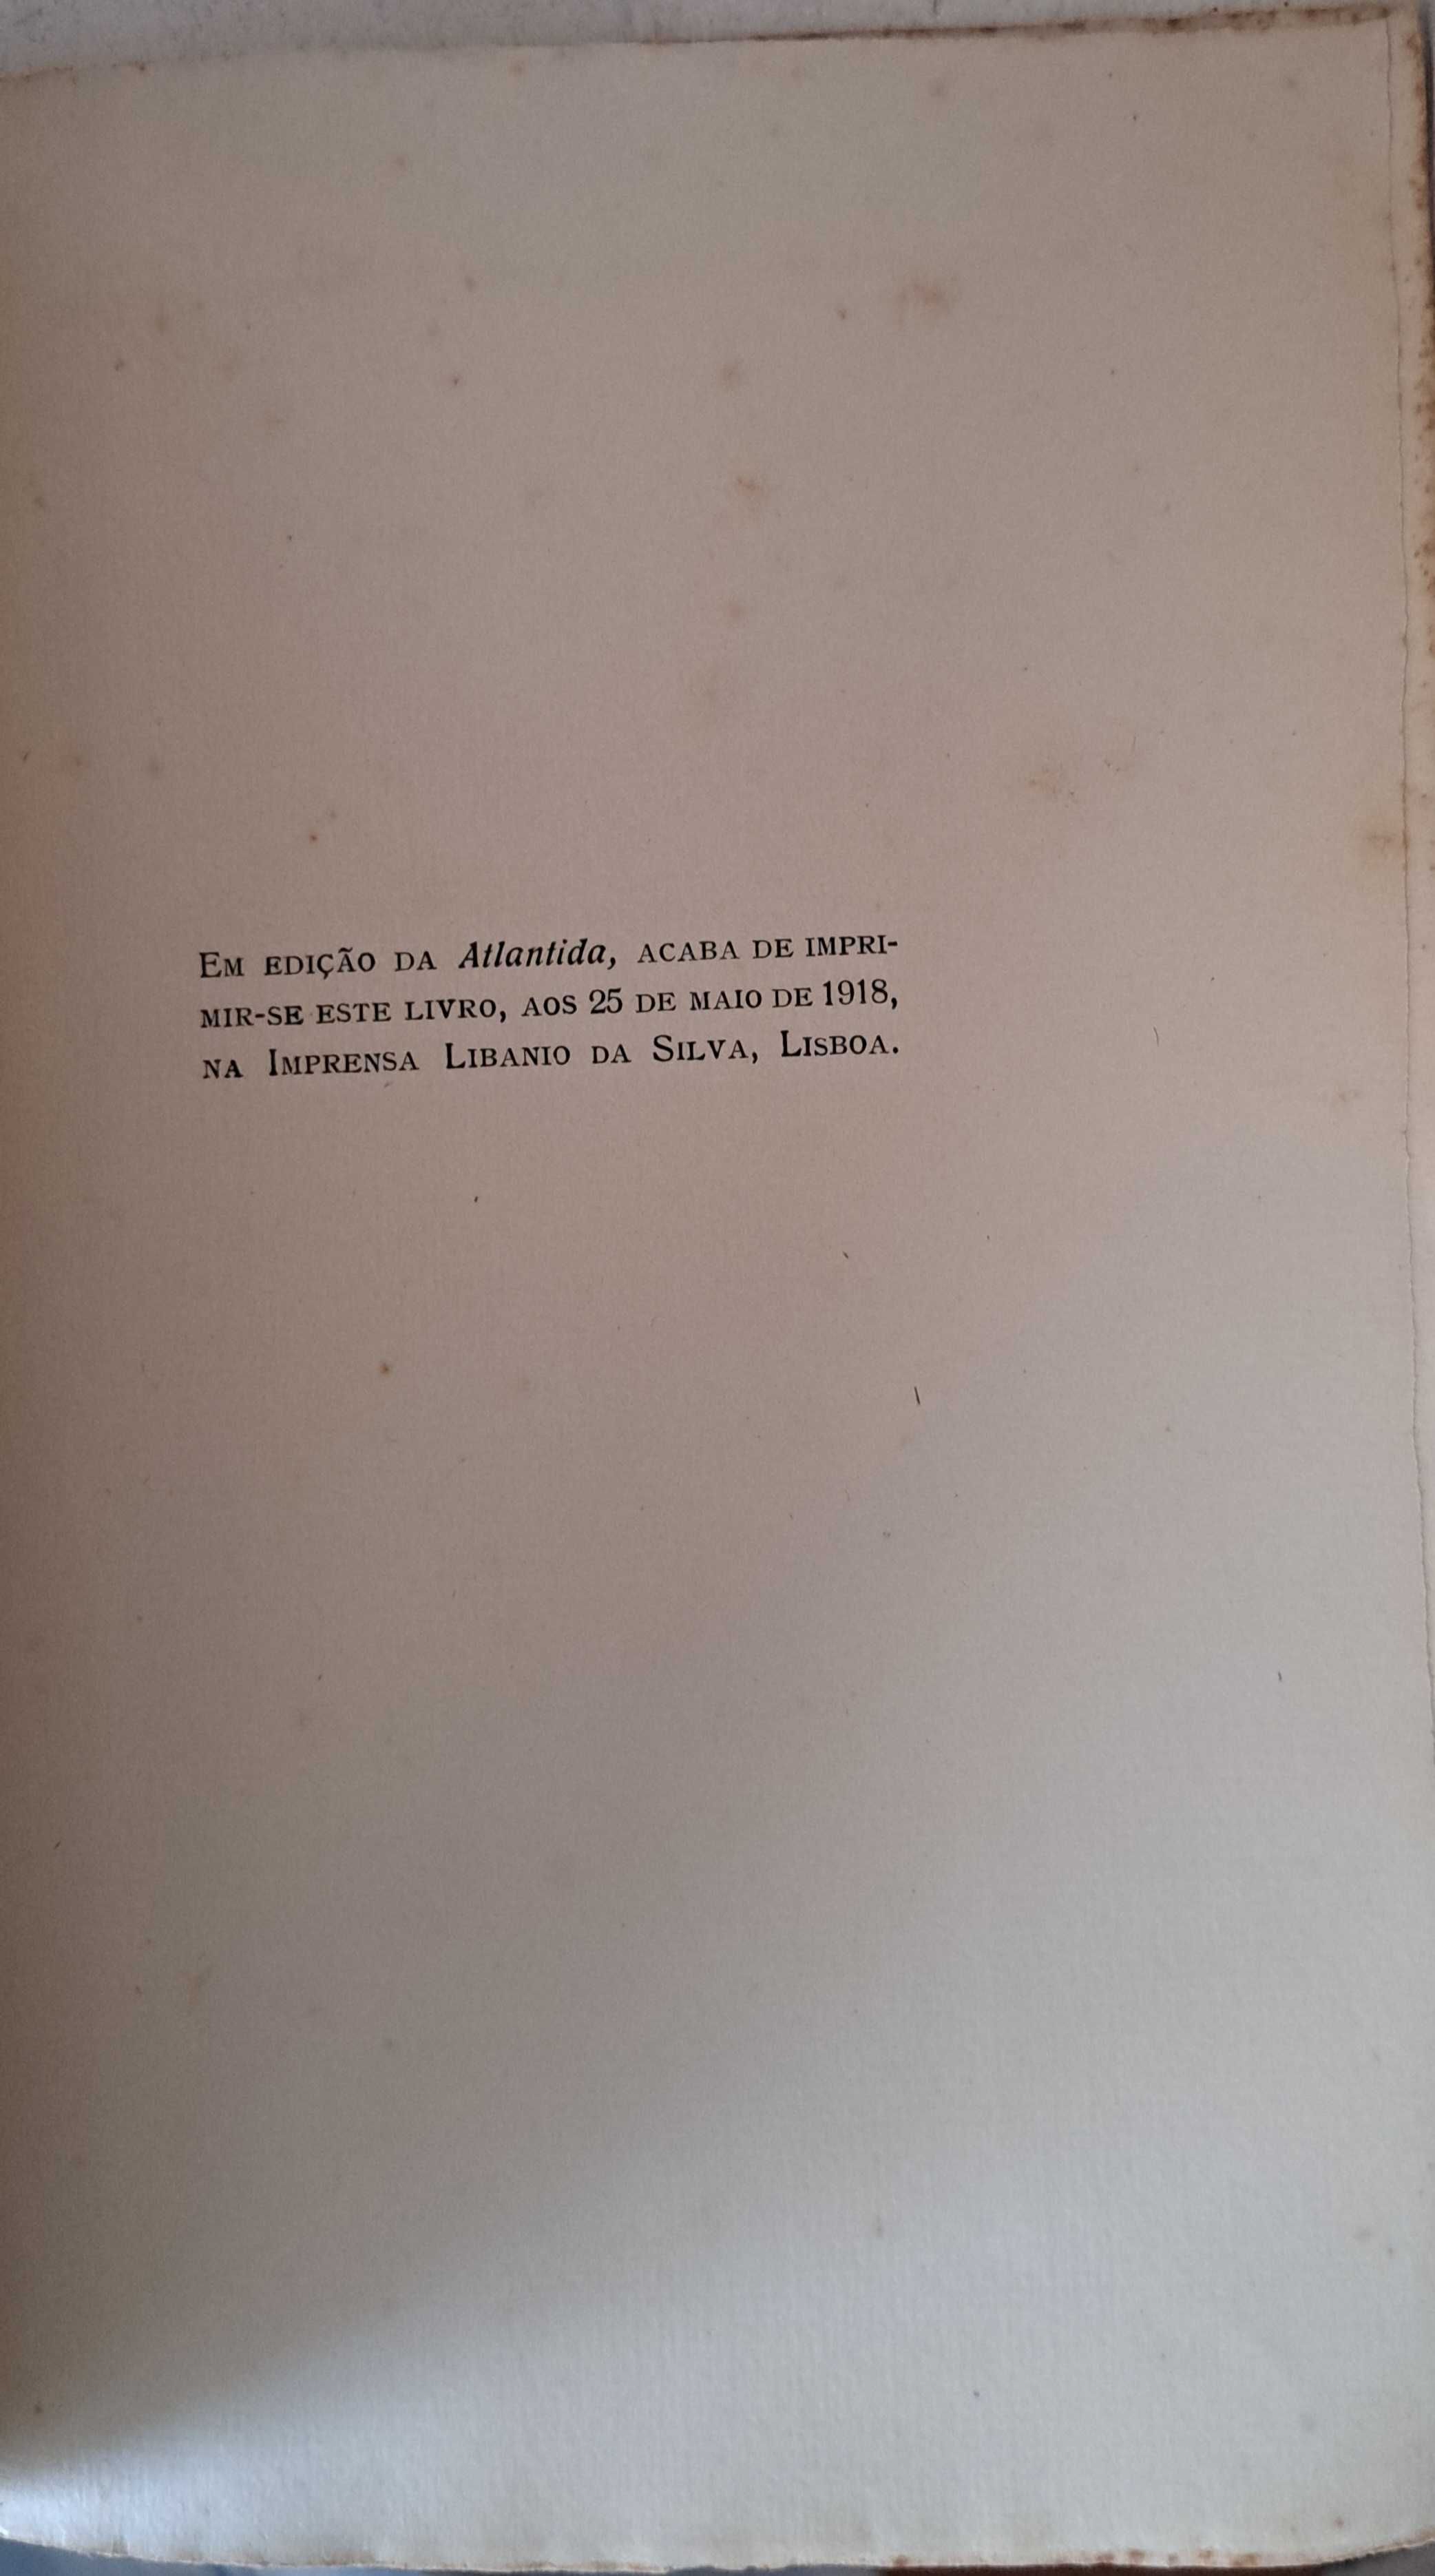 Em edição da Atlantida, acaba de impri-
mir-se este livro, aos 25 de maio de 1918,
na Imprensa Libanio da Silva, Lisboa.